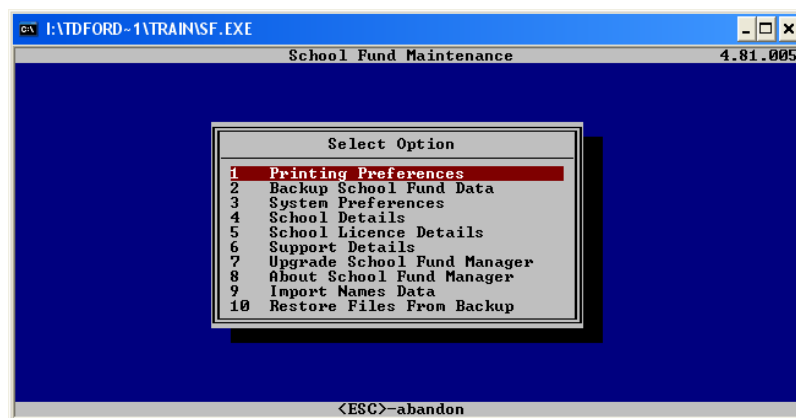 I:\TDFORD~1\TRAIN\SF.EXE
School Fund Maintenance 4.81.005
Select Option
1 Printing Preferences
2 Backup School Fund Data
3 System Preferences
4 School Details
5 School Licence Details
6 Support Details
7 Upgrade School Fund Manager
8 About School Fund Manager
9 Import Names Data
10 Restore Files From Backup
<ESC>-abandon